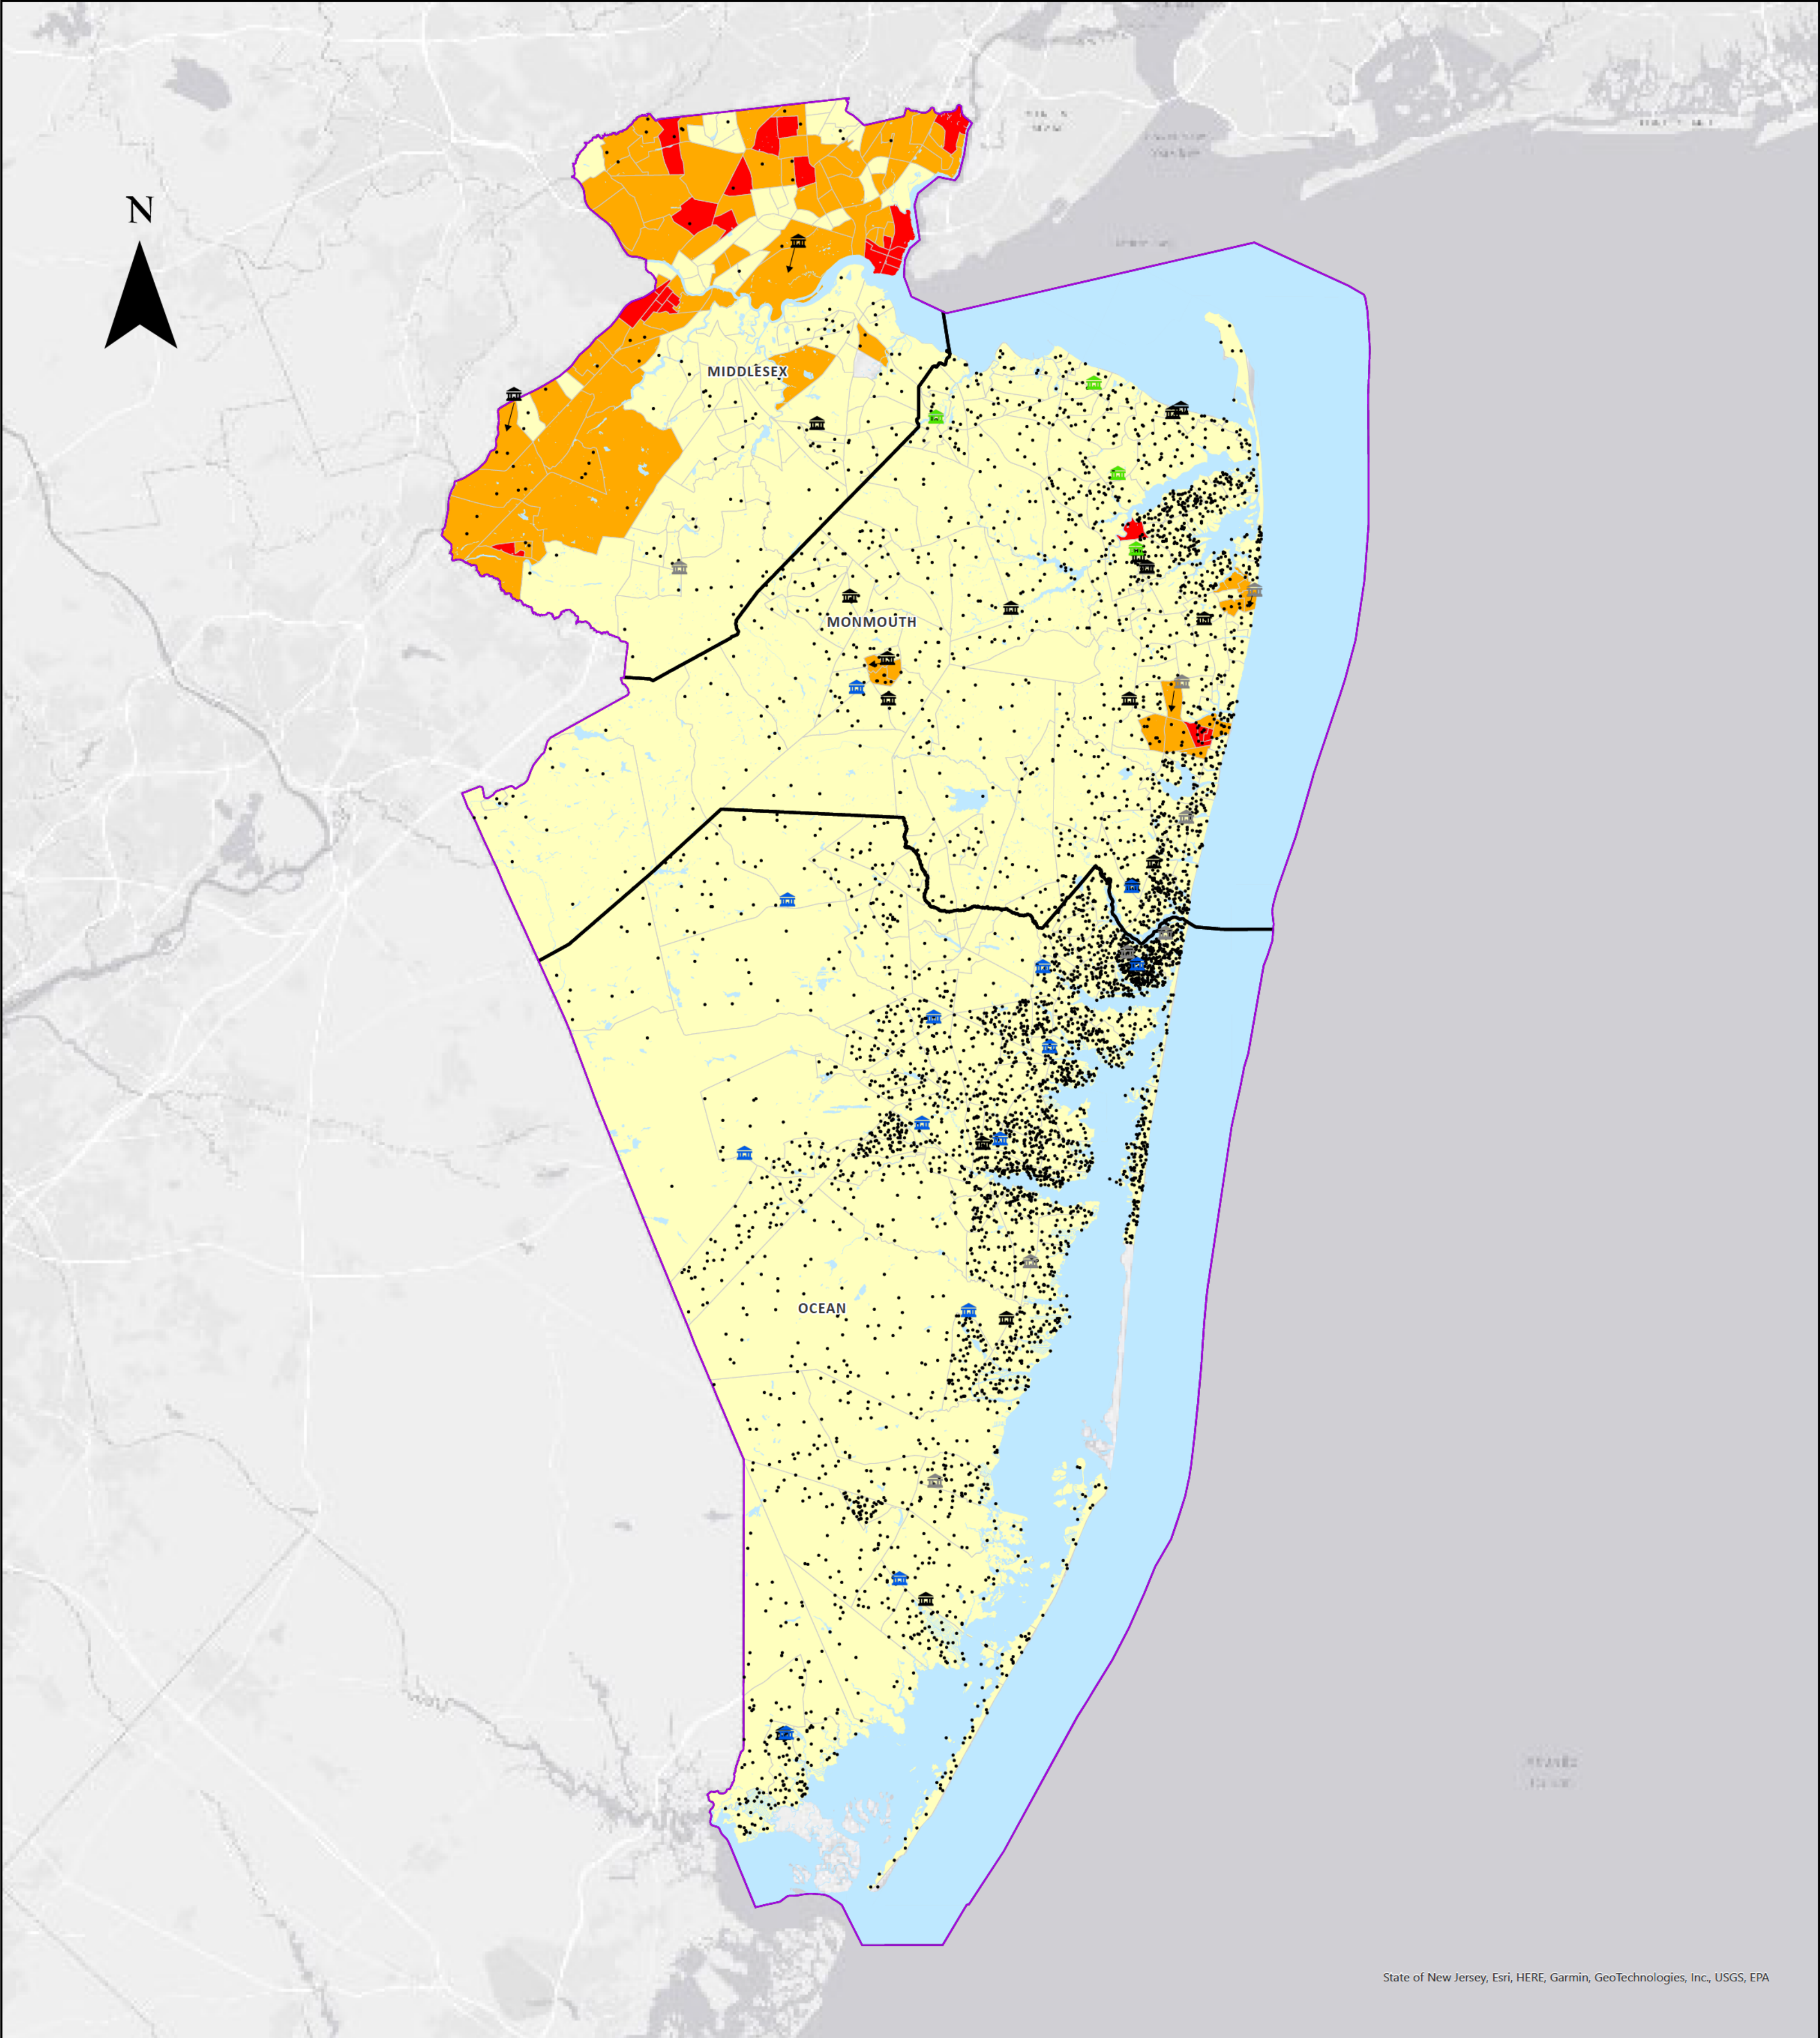 N
MIDDLESEX
MONMOUTH
OCEAN
State of New Jersey, Esri, HERE, Garmin, GeoTechnologies, Inc., USGS, EPA